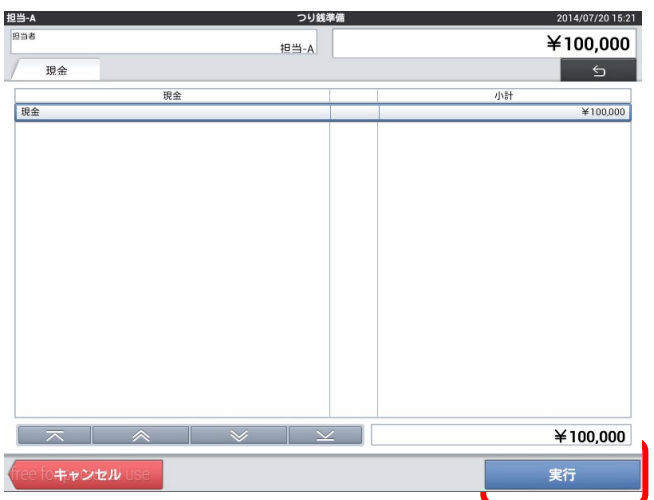 担当-A つり銭準備 2014/07/20 15:21
担当者
担当-A
¥100,000
現金
現金 小計
現金 ¥100,000
¥100,000
キャンセル 実行